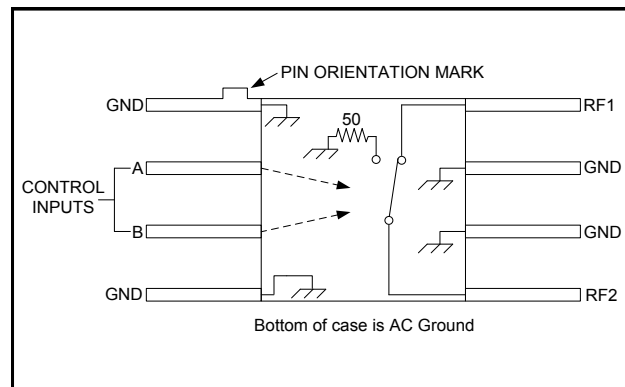 PIN ORIENTATION MARK
GND
RF1
50
A
GND
CONTROL
INPUTS
B
GND
GND
RF2
Bottom of case is AC Ground